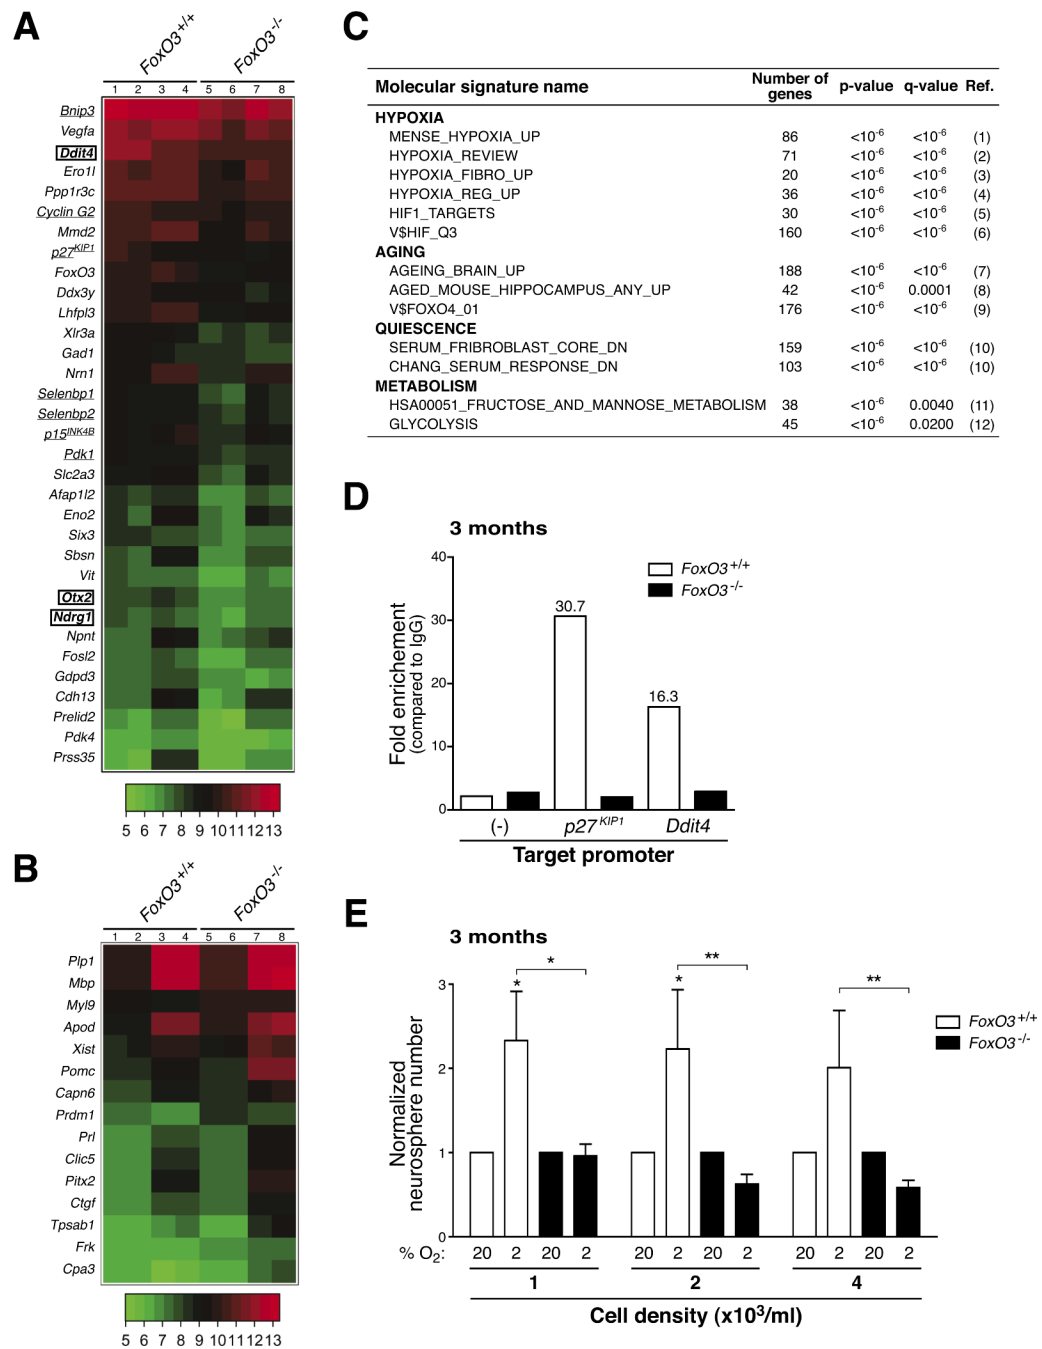 A
FoxO3+/+ FoxO3-/-
1 2 3 4 5 6 7 8
Bnip3
Vegfa
Ddit4
Ero1l
Ppp1r3c
Cyclin G2
Mmd2
p27KIP1
FoxO3
Ddx3y
Lhfpl3
Xlr3a
Gad1
Nrn1
Selenbp1
Selenbp2
p15INK4B
Pdk1
Slc2a3
Afap1l2
Eno2
Six3
Sbsn
Vit
Otx2
Ndrg1
Npnt
Fosl2
Gdpd3
Cdh13
Prelid2
Pdk4
Prss35
5 6 7 8 9 10 11 12 13
B
FoxO3+/+ FoxO3-/-
1 2 3 4 5 6 7 8
Plp1
Mbp
Myl9
Apod
Xist
Pomc
Capn6
Prdm1
Prl
Clic5
Pitx2
Ctgf
Tpsab1
Frk
Cpa3
5 6 7 8 9 10 11 12 13
C
Molecular signature name Number of genes p-value q-value Ref.
HYPOXIA
MENSE_HYPOXIA_UP 86 <10-6 <10-6 (1)
HYPOXIA_REVIEW 71 <10-6 <10-6 (2)
HYPOXIA_FIBRO_UP 20 <10-6 <10-6 (3)
HYPOXIA_REG_UP 36 <10-6 <10-6 (4)
HIF1_TARGETS 30 <10-6 <10-6 (5)
V$HIF_Q3 160 <10-6 <10-6 (6)
AGING
AGEING_BRAIN_UP 188 <10-6 <10-6 (7)
AGED_MOUSE_HIPPOCAMPUS_ANY_UP 42 <10-6 0.0001 (8)
V$FOXO4_01 176 <10-6 <10-6 (9)
QUIESCENCE
SERUM_FRIBROBLAST_CORE_DN 159 <10-6 <10-6 (10)
CHANG_SERUM_RESPONSE_DN 103 <10-6 <10-6 (10)
METABOLISM
HSA00051_FRUCTOSE_AND_MANNOSE_METABOLISM 38 <10-6 0.0040 (11)
GLYCOLYSIS 45 <10-6 0.0200 (12)
D
3 months
Fold enrichement
(compared to IgG)
40
30
20
10
0
30.7
16.3
FoxO3+/+
FoxO3-/-
(-) p27KIP1 Ddit4
Target promoter
E
3 months
Normalized
neurosphere number
3
2
1
0
* * * ** **
FoxO3+/+
FoxO3-/-
% O2: 20 2 20 2 20 2 20 2 20 2 20 2
1 2 4
Cell density (x103/ml)